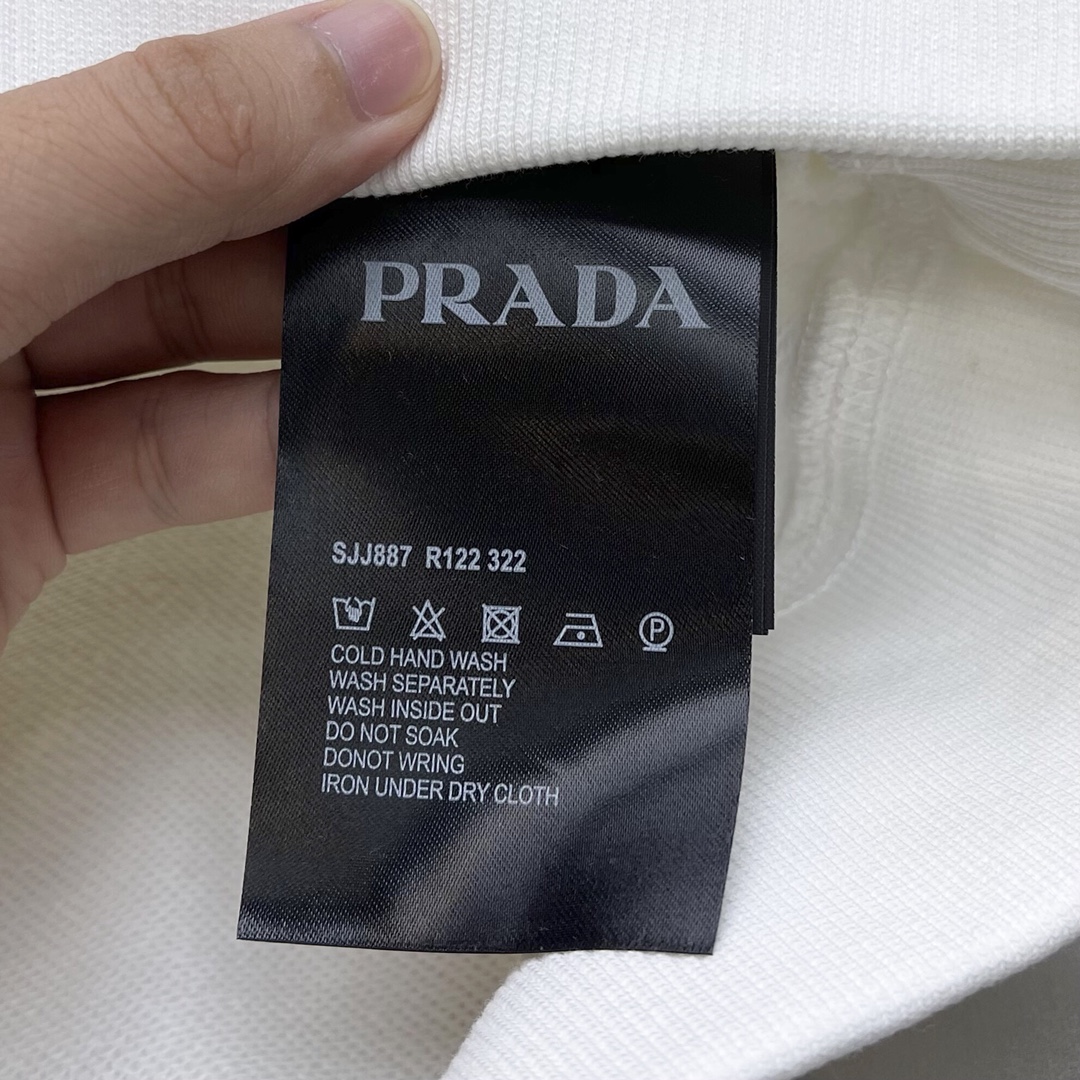 PRADA
SJJ887 R122 322
P
COLD HAND WASH
WASH SEPARATELY
WASH INSIDE OUT
DO NOT SOAK
DONOT WRING
IRON UNDER DRY CLOTH